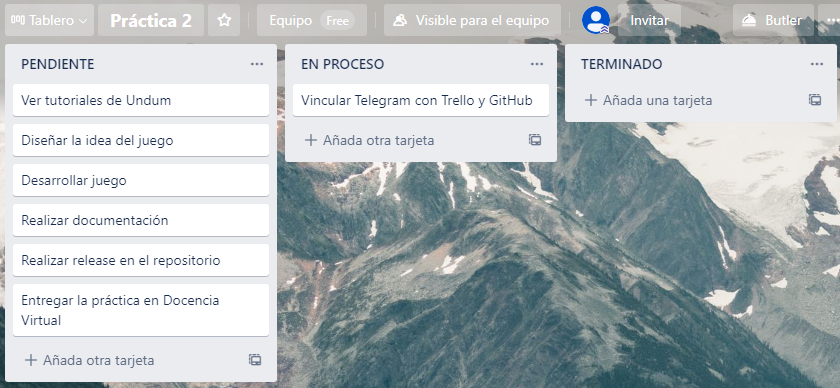 Tablero Práctica 2 Equipo Free Visible para el equipo Invitar Butler
PENDIENTE
Ver tutoriales de Undum
Diseñar la idea del juego
Desarrollar juego
Realizar documentación
Realizar release en el repositorio
Entregar la práctica en Docencia
Virtual
Añada otra tarjeta
EN PROCESO
Vincular Telegram con Trello y GitHub
Añada otra tarjeta
TERMINADO
Añada una tarjeta